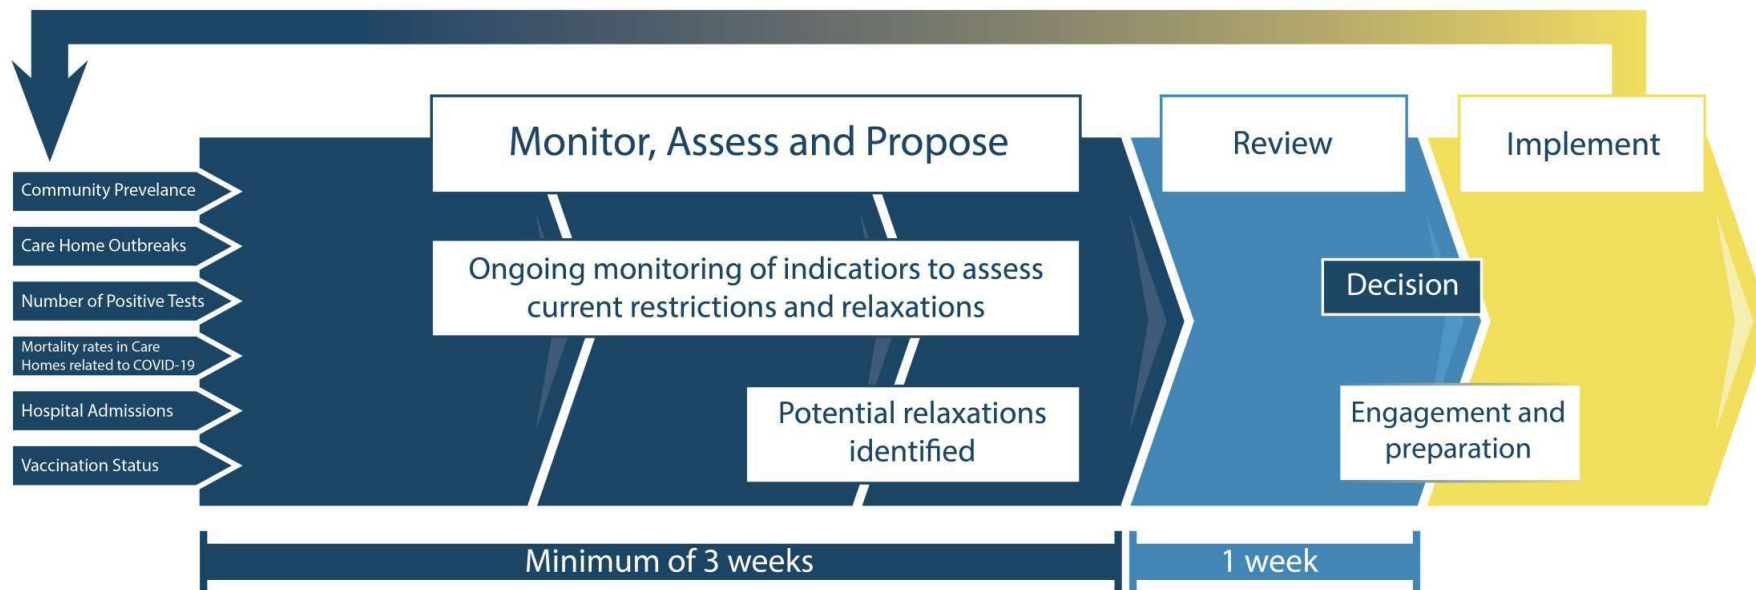 Monitor, Assess and Propose
Review
Implement
Community Prevelance
Care Home Outbreaks
Number of Positive Tests
Mortality rates in Care
Homes related to COVID-19
Hospital Admissions
Vaccination Status
Ongoing monitoring of indicatiors to assess
current restrictions and relaxations
Potential relaxations
identified
Decision
Engagement and
preparation
Minimum of 3 weeks
1 week